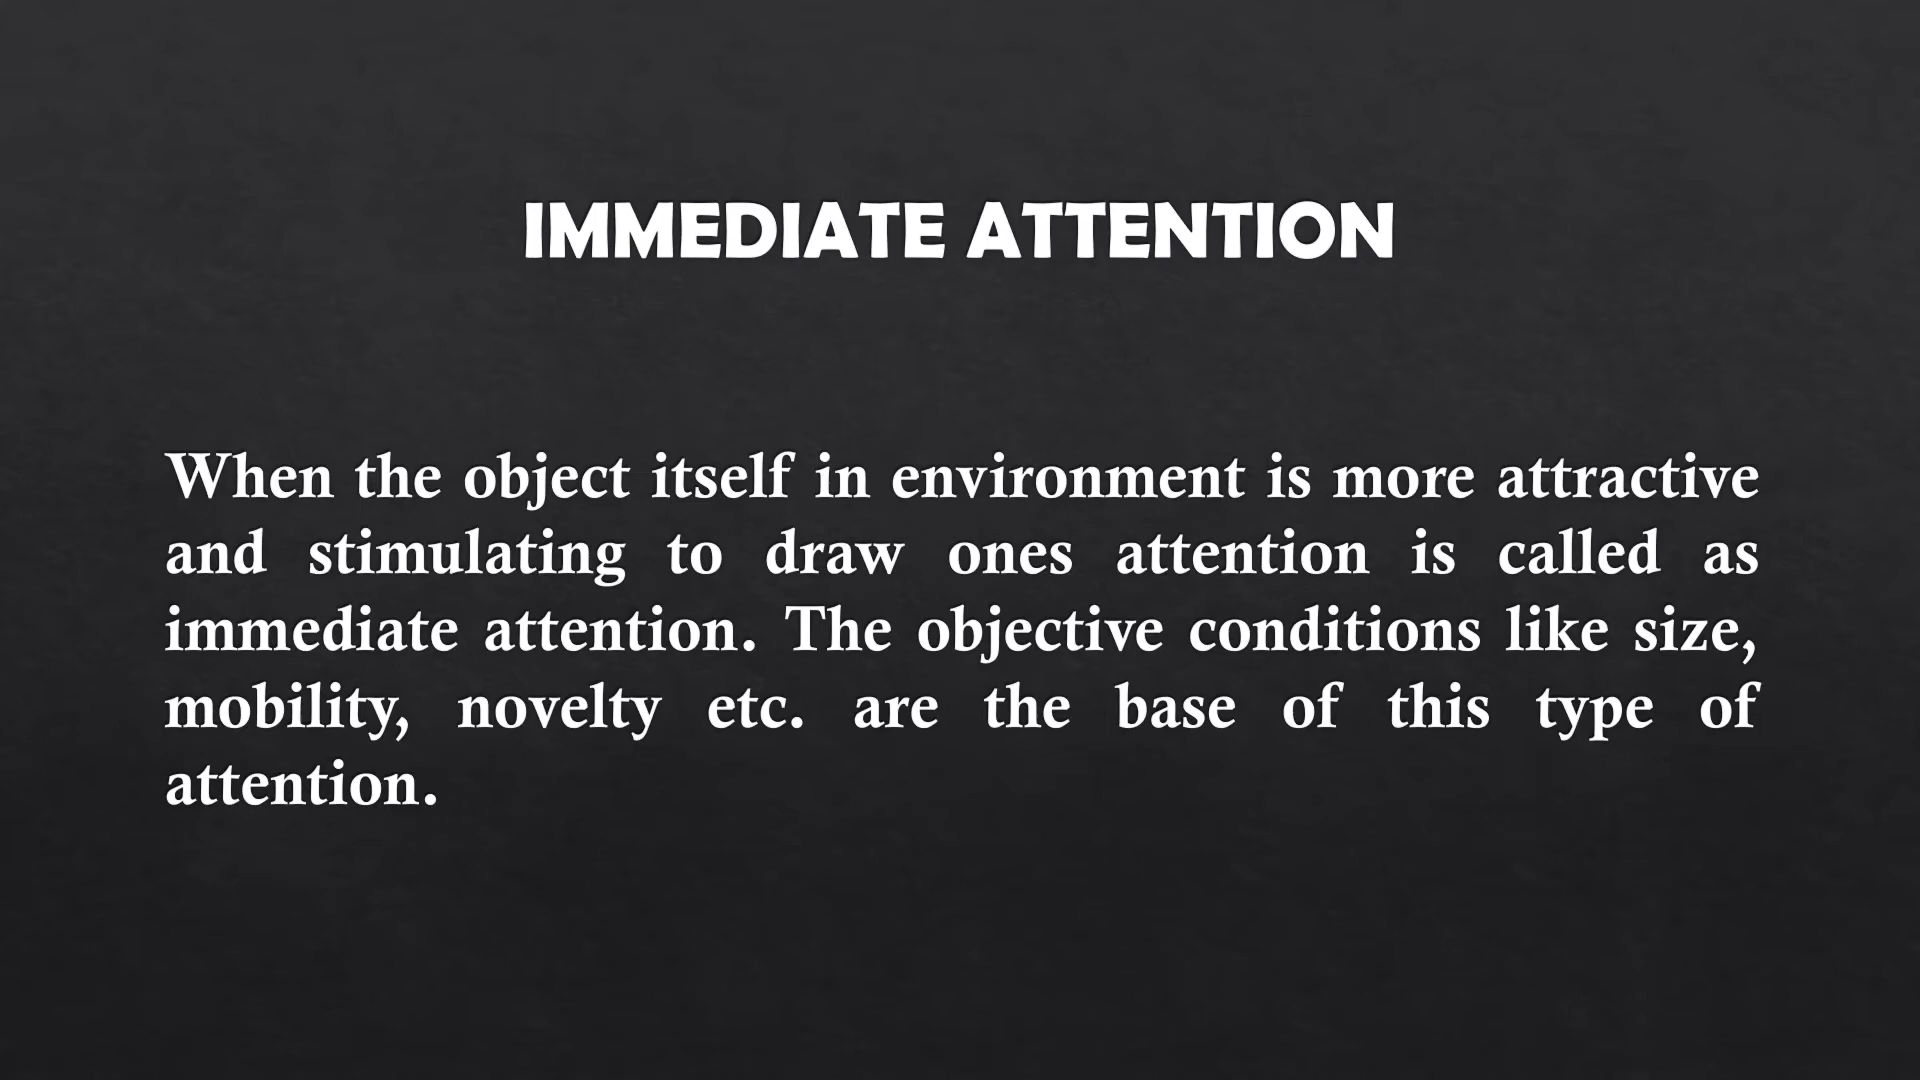 IMMEDIATE ATTENTION
When the object itself in environment is more attractive
and stimulating to draw ones attention is called as
immediate attention. The objective conditions like size,
mobility, novelty etc. are the base of this type of
attention.